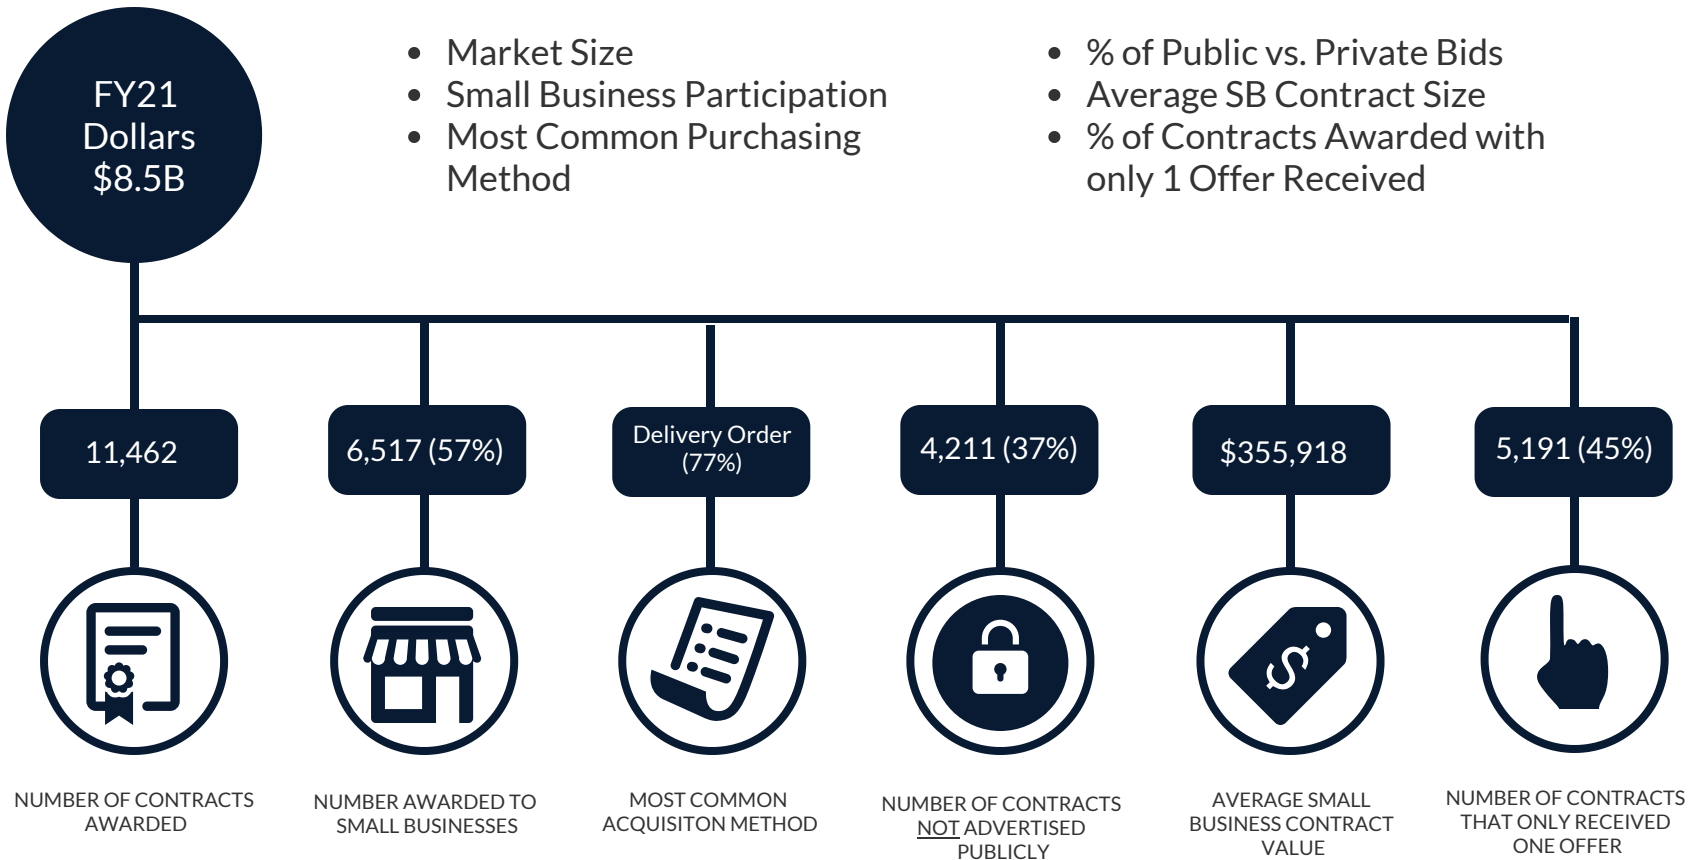 FY21
Dollars
$8.5B
• Market Size
• Small Business Participation
• Most Common Purchasing
Method
• % of Public vs. Private Bids
• Average SB Contract Size
• % of Contracts Awarded with
only 1 Offer Received
11,462
6,517 (57%)
Delivery Order
(77%)
4,211 (37%)
$355,918
5,191 (45%)
$
NUMBER OF CONTRACTS
AWARDED
NUMBER AWARDED TO
SMALL BUSINESSES
MOST COMMON
ACQUISITON METHOD
NUMBER OF CONTRACTS
NOT ADVERTISED
PUBLICLY
AVERAGE SMALL
BUSINESS CONTRACT
VALUE
NUMBER OF CONTRACTS
THAT ONLY RECEIVED
ONE OFFER